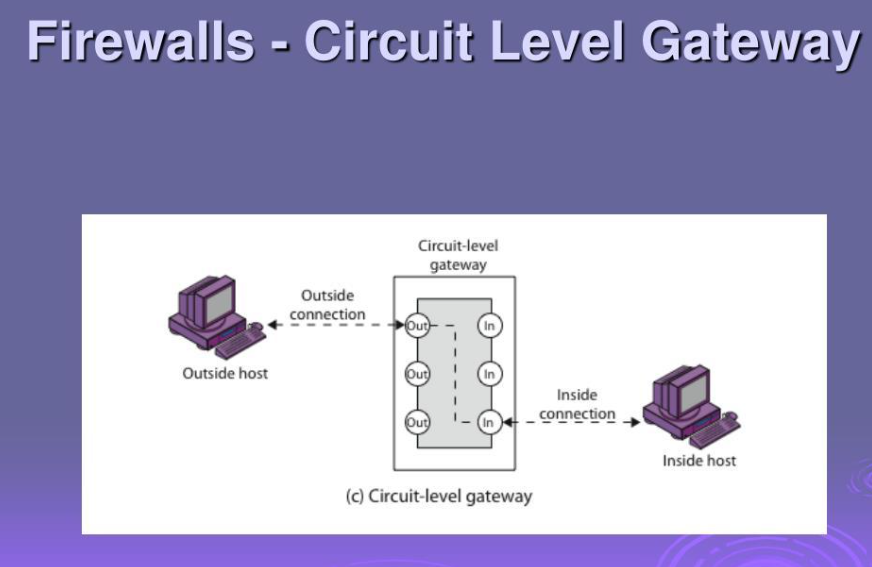 Firewalls - Circuit Level Gateway
Circuit-level
gateway
Outside
connection
Out
In
Outside host
Out
In
Inside
connection
Out
In
Inside host
(c) Circuit-level gateway